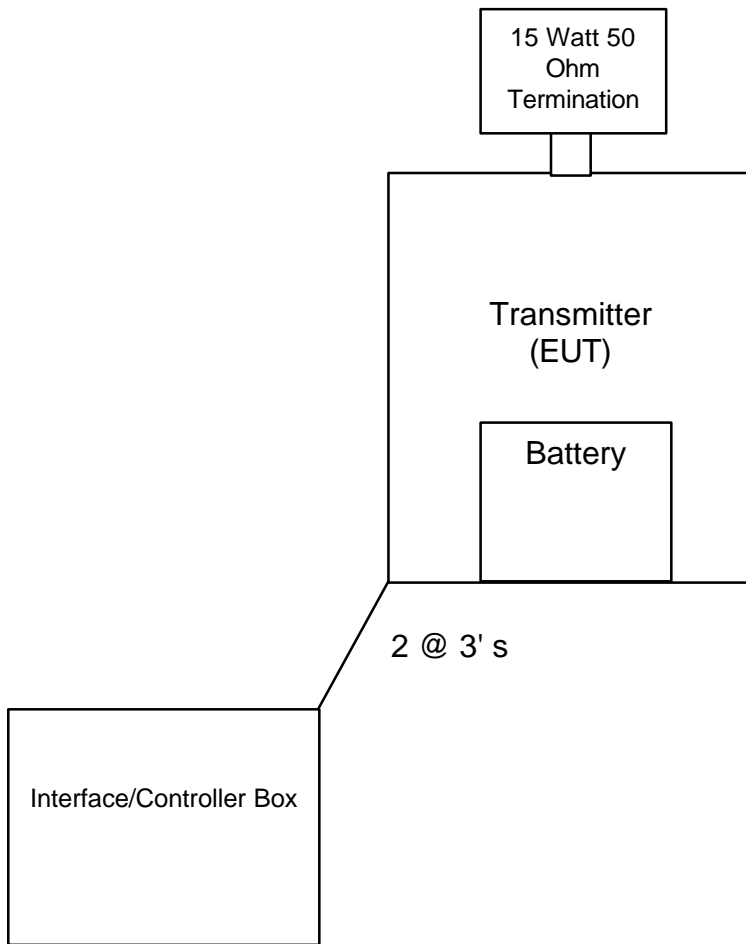 15 Watt 50
Ohm
Termination
Transmitter
(EUT)
Battery
2 @ 3' s
Interface/Controller Box